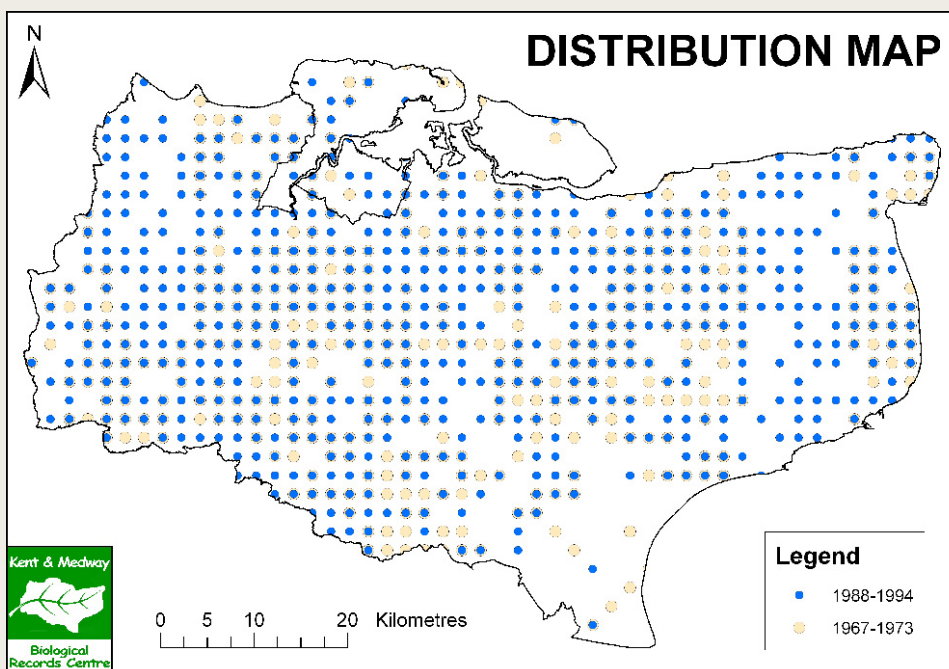 N
DISTRIBUTION MAP
Legend
1988-1994
1967-1973
Kent & Medway
Biological
Records Centre
0 5 10 20 Kilometres